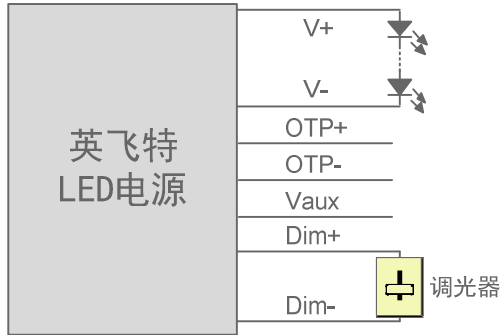 英飞特
LED电源
V+
V-
OTP+
OTP-
Vaux
Dim+
Dim-
调光器